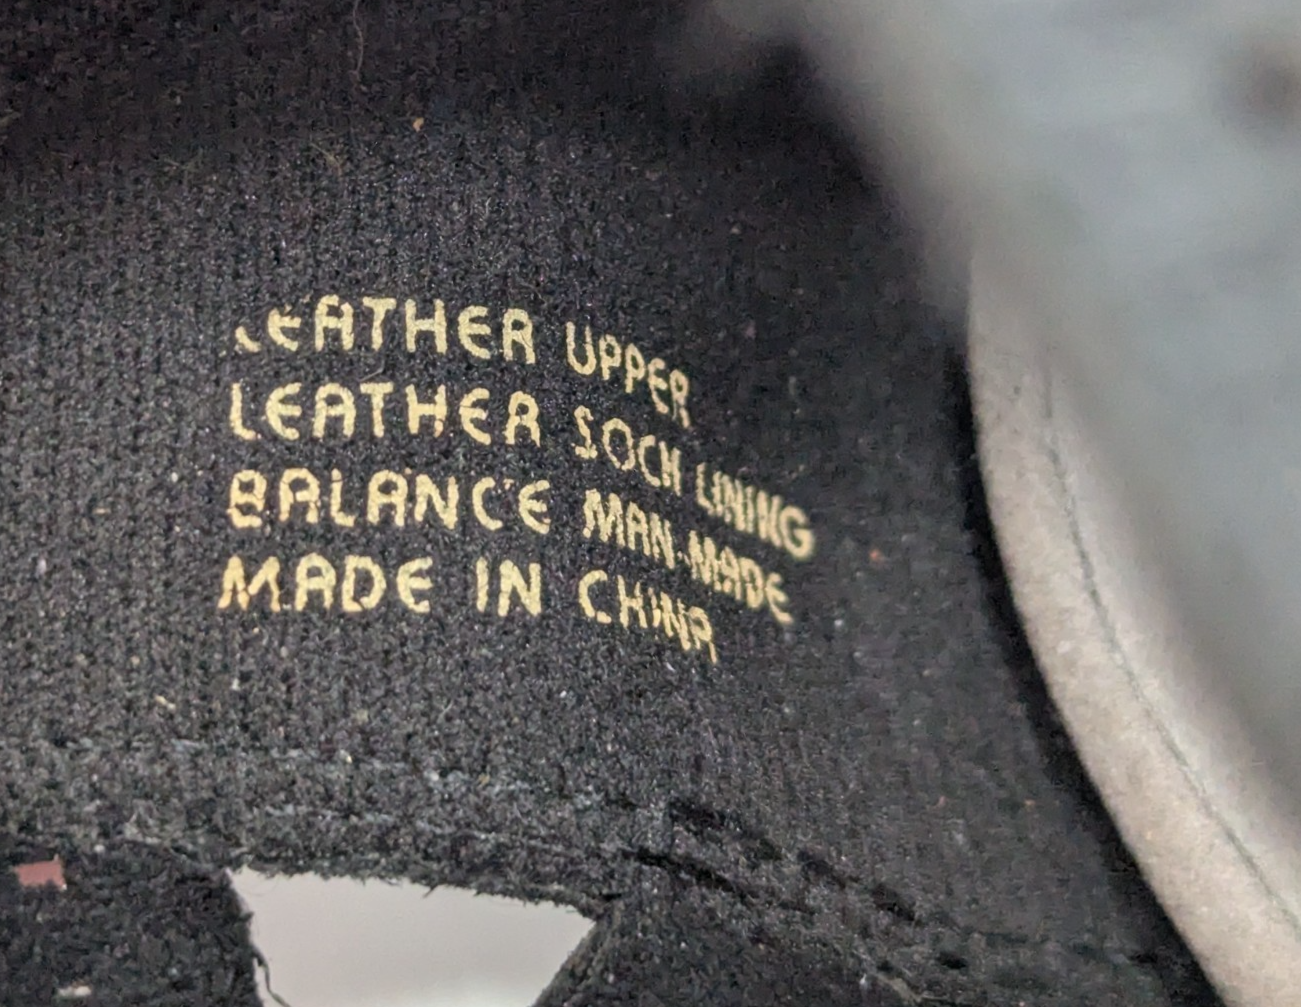 LEATHER UPPER
LEATHER SOCK LINING
BALANCE MAN-MADE
MADE IN CHINA